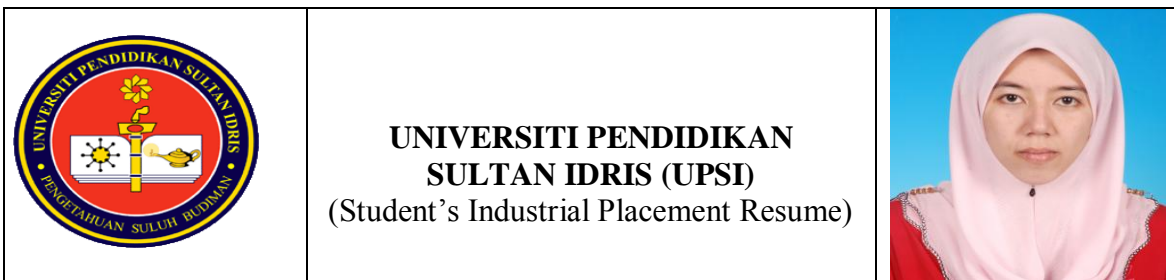 UNIVERSITI PENDIDIKAN SULTAN IDRIS
PENGETAHUAN SULUH BUDIMAN
UNIVERSITI PENDIDIKAN
SULTAN IDRIS (UPSI)
(Student’s Industrial Placement Resume)